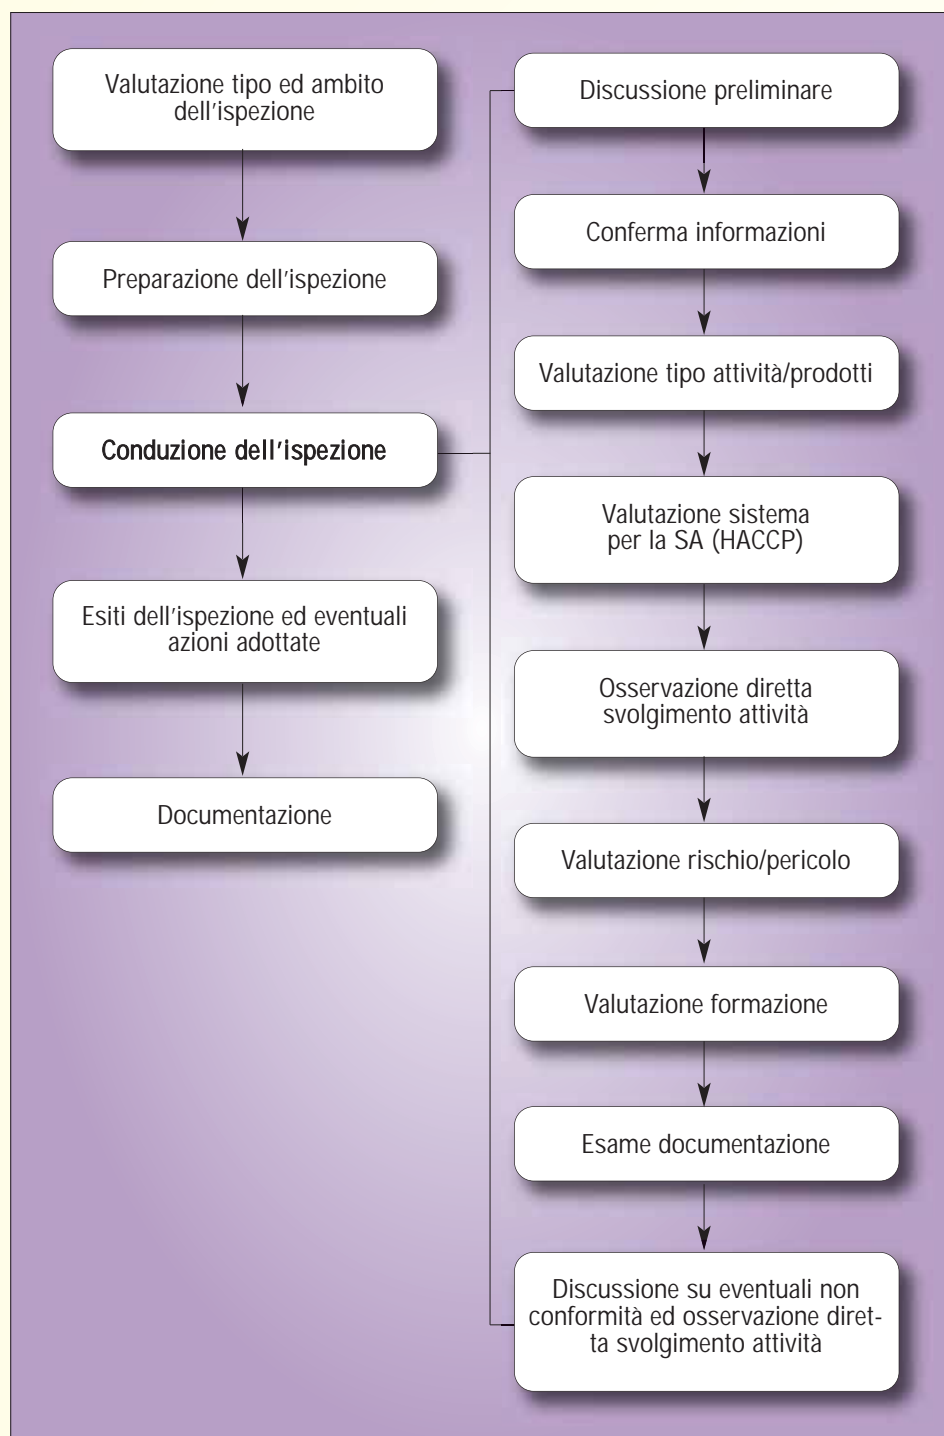 Valutazione tipo ed ambito
dell'ispezione
Preparazione dell'ispezione
Conduzione dell'ispezione
Esiti dell'ispezione ed eventuali
azioni adottate
Documentazione
Discussione preliminare
Conferma informazioni
Valutazione tipo attività/prodotti
Valutazione sistema
per la SA (HACCP)
Osservazione diretta
svolgimento attività
Valutazione rischio/pericolo
Valutazione formazione
Esame documentazione
Discussione su eventuali non
conformità ed osservazione diret-
ta svolgimento attività